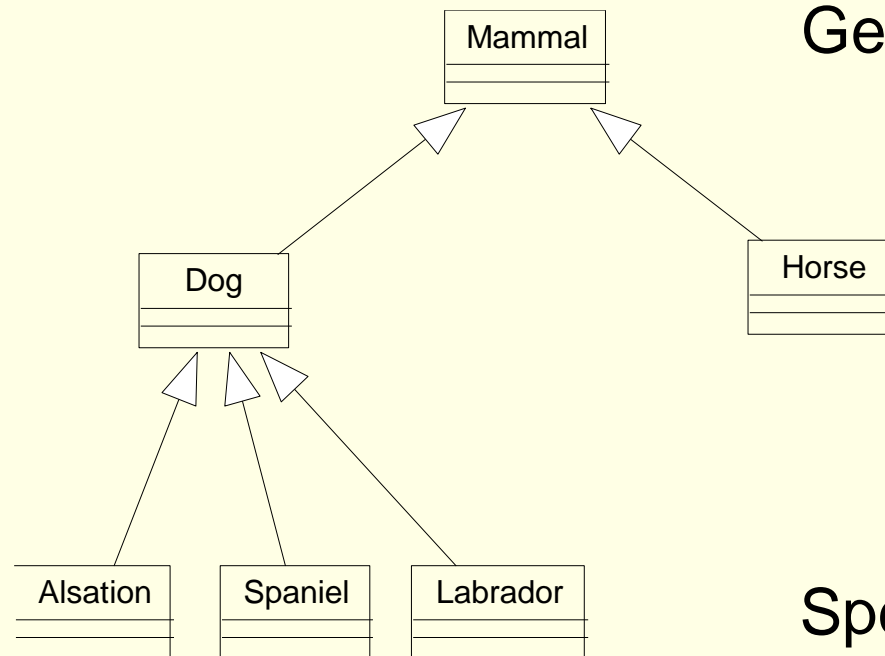 Mammal
Ge
Dog
Horse
Alsation
Spaniel
Labrador
Spe